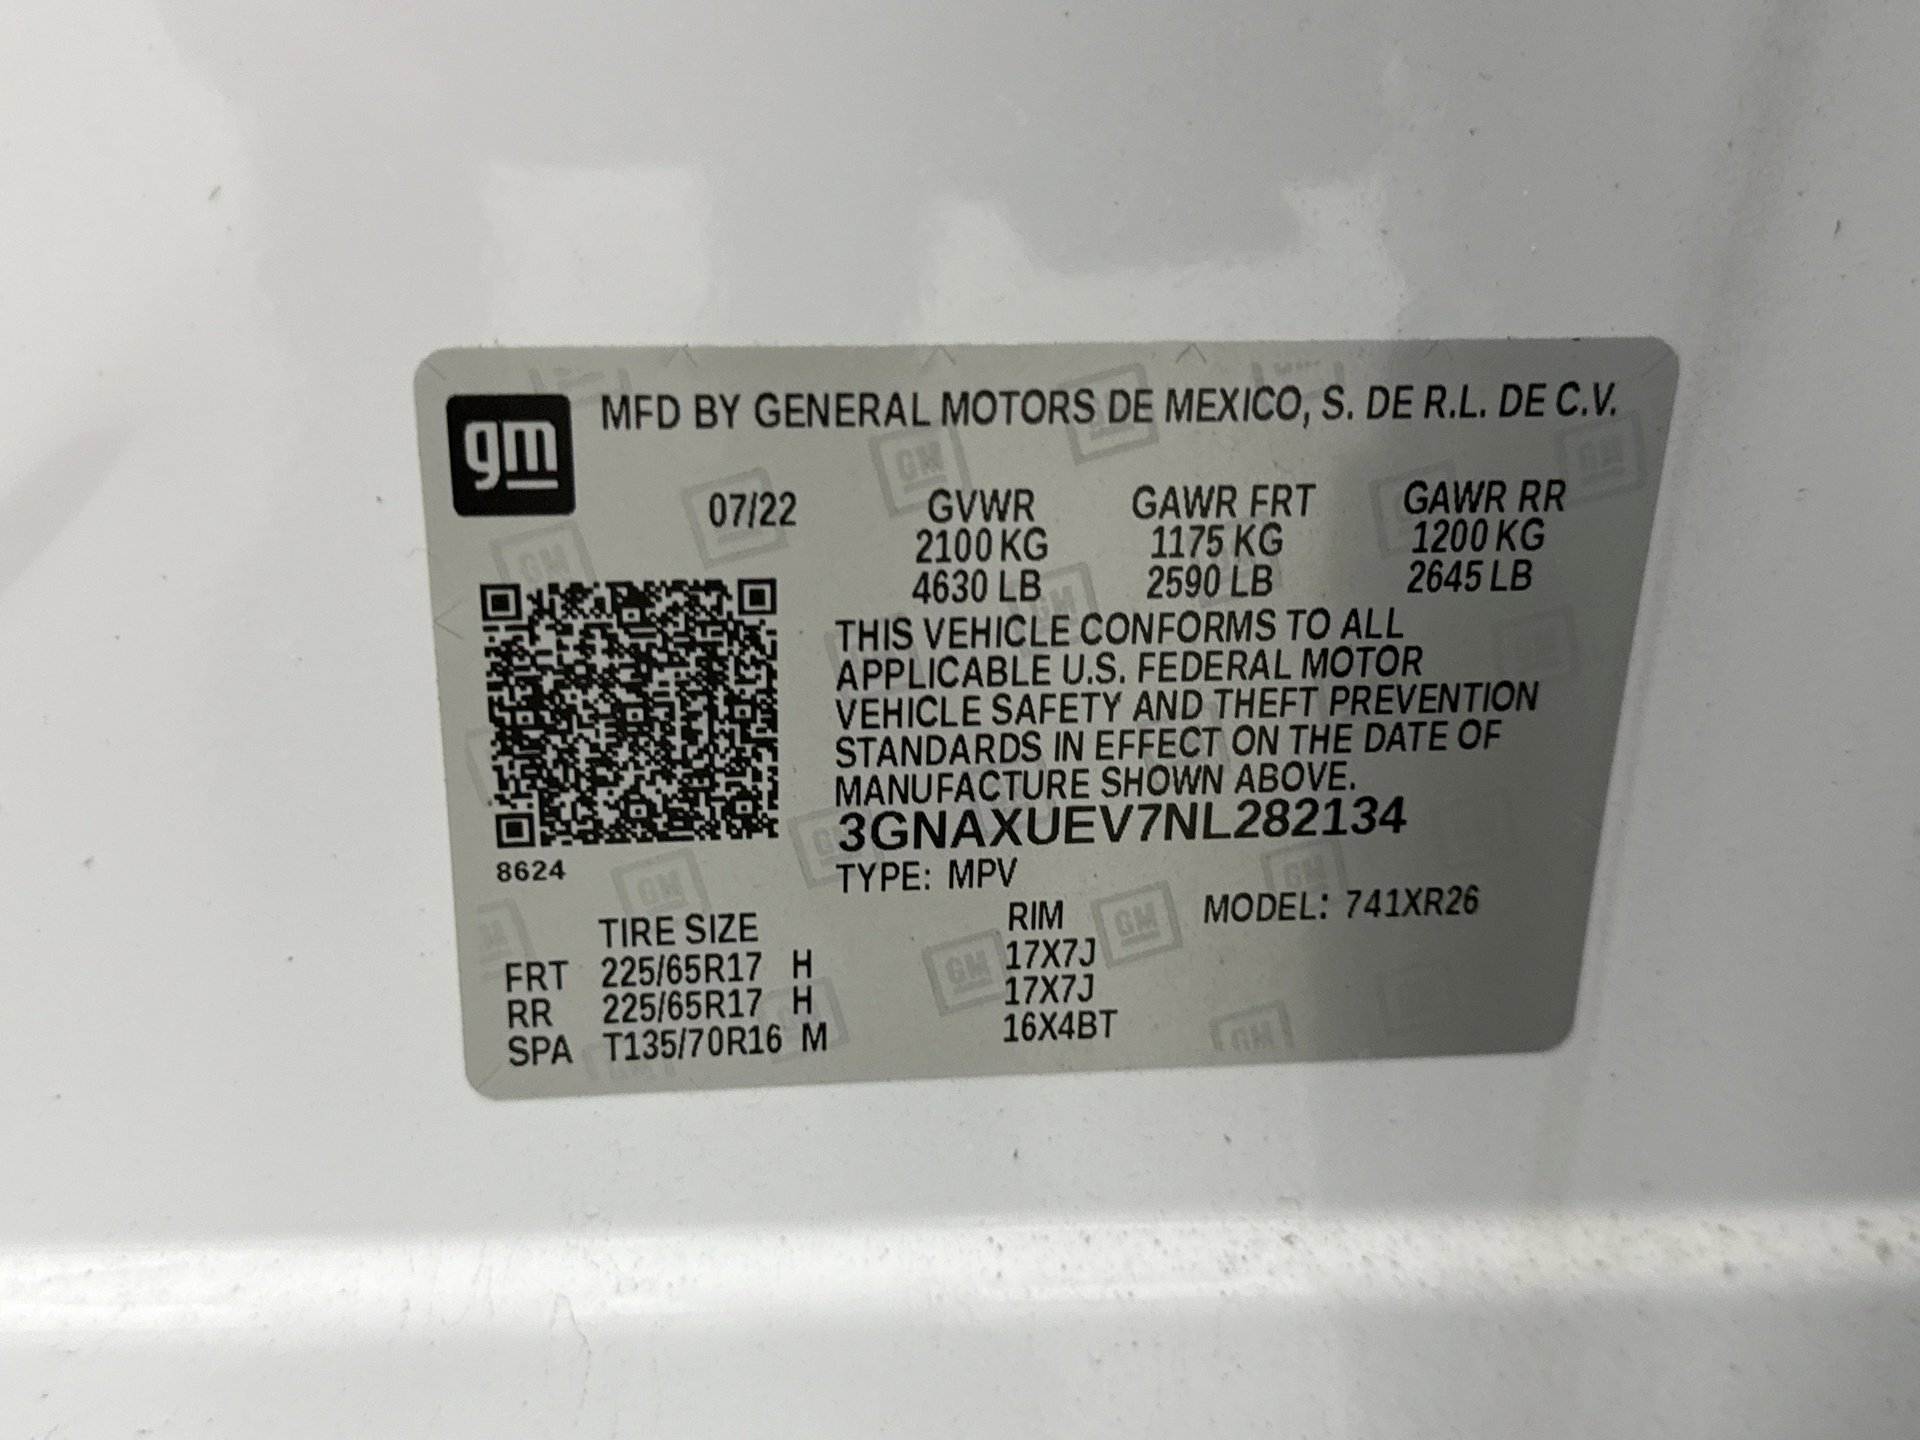 gm
MFD BY GENERAL MOTORS DE MEXICO, S. DE R.L. DE C.V.
07/22 GVWR GAWR FRT GAWR RR
2100 KG 1175 KG 1200 KG
4630 LB 2590 LB 2645 LB
THIS VEHICLE CONFORMS TO ALL
APPLICABLE U.S. FEDERAL MOTOR
VEHICLE SAFETY AND THEFT PREVENTION
STANDARDS IN EFFECT ON THE DATE OF
MANUFACTURE SHOWN ABOVE.
3GNAXUEV7NL282134
8624
TYPE: MPV
MODEL: 741XR26
TIRE SIZE RIM
FRT 225/65R17 H 17X7J
RR 225/65R17 H 17X7J
SPA T135/70R16 M 16X4BT